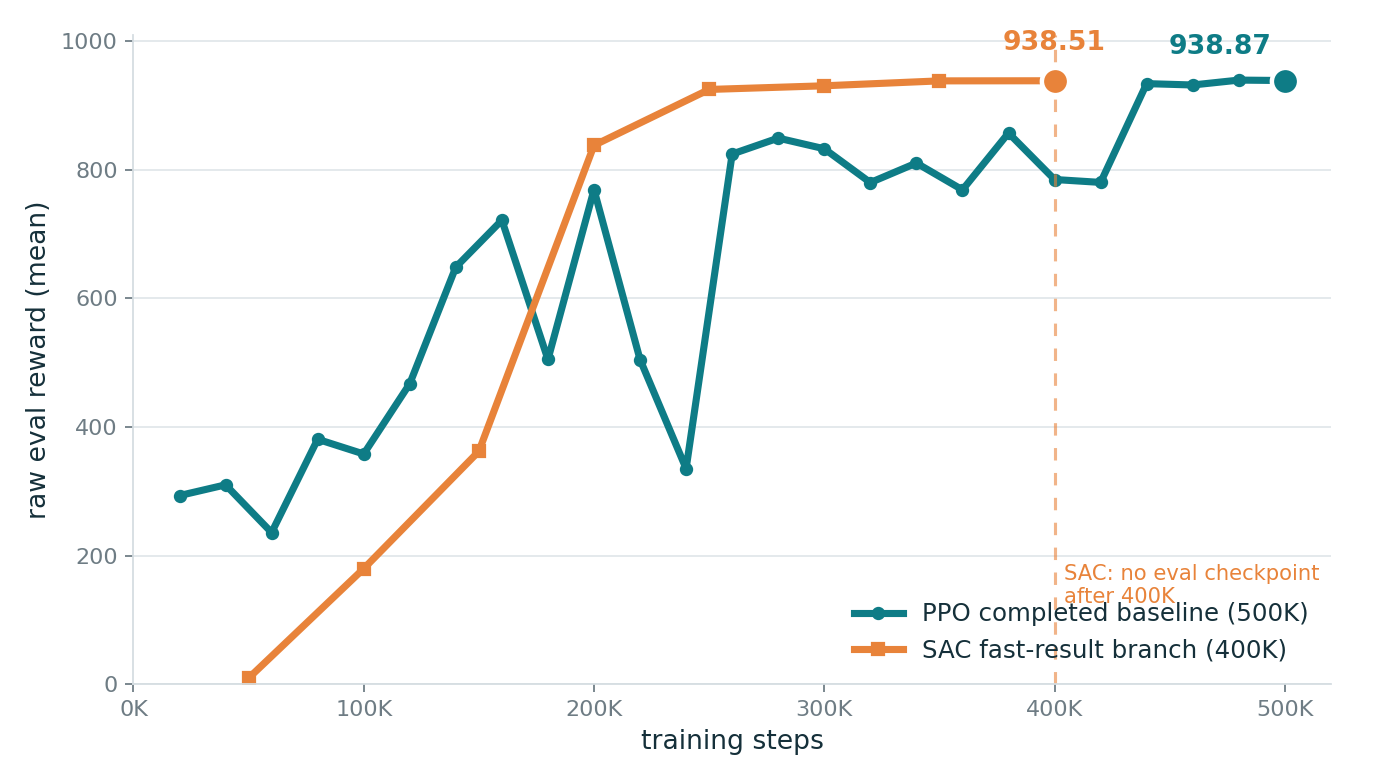 938.51
938.87
1000
800
600
400
200
0
raw eval reward (mean)
SAC: no eval checkpoint
after 400K
PPO completed baseline (500K)
SAC fast-result branch (400K)
0K
100K
200K
300K
400K
500K
training steps